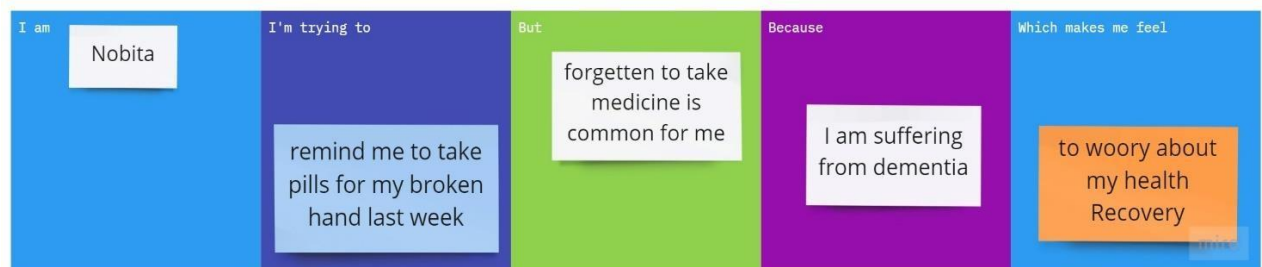 I am
Nobita
I'm trying to
remind me to take
pills for my broken
hand last week
But
forgetten to take
medicine is
common for me
Because
I am suffering
from dementia
Which makes me feel
to woory about
my health
Recovery
miro